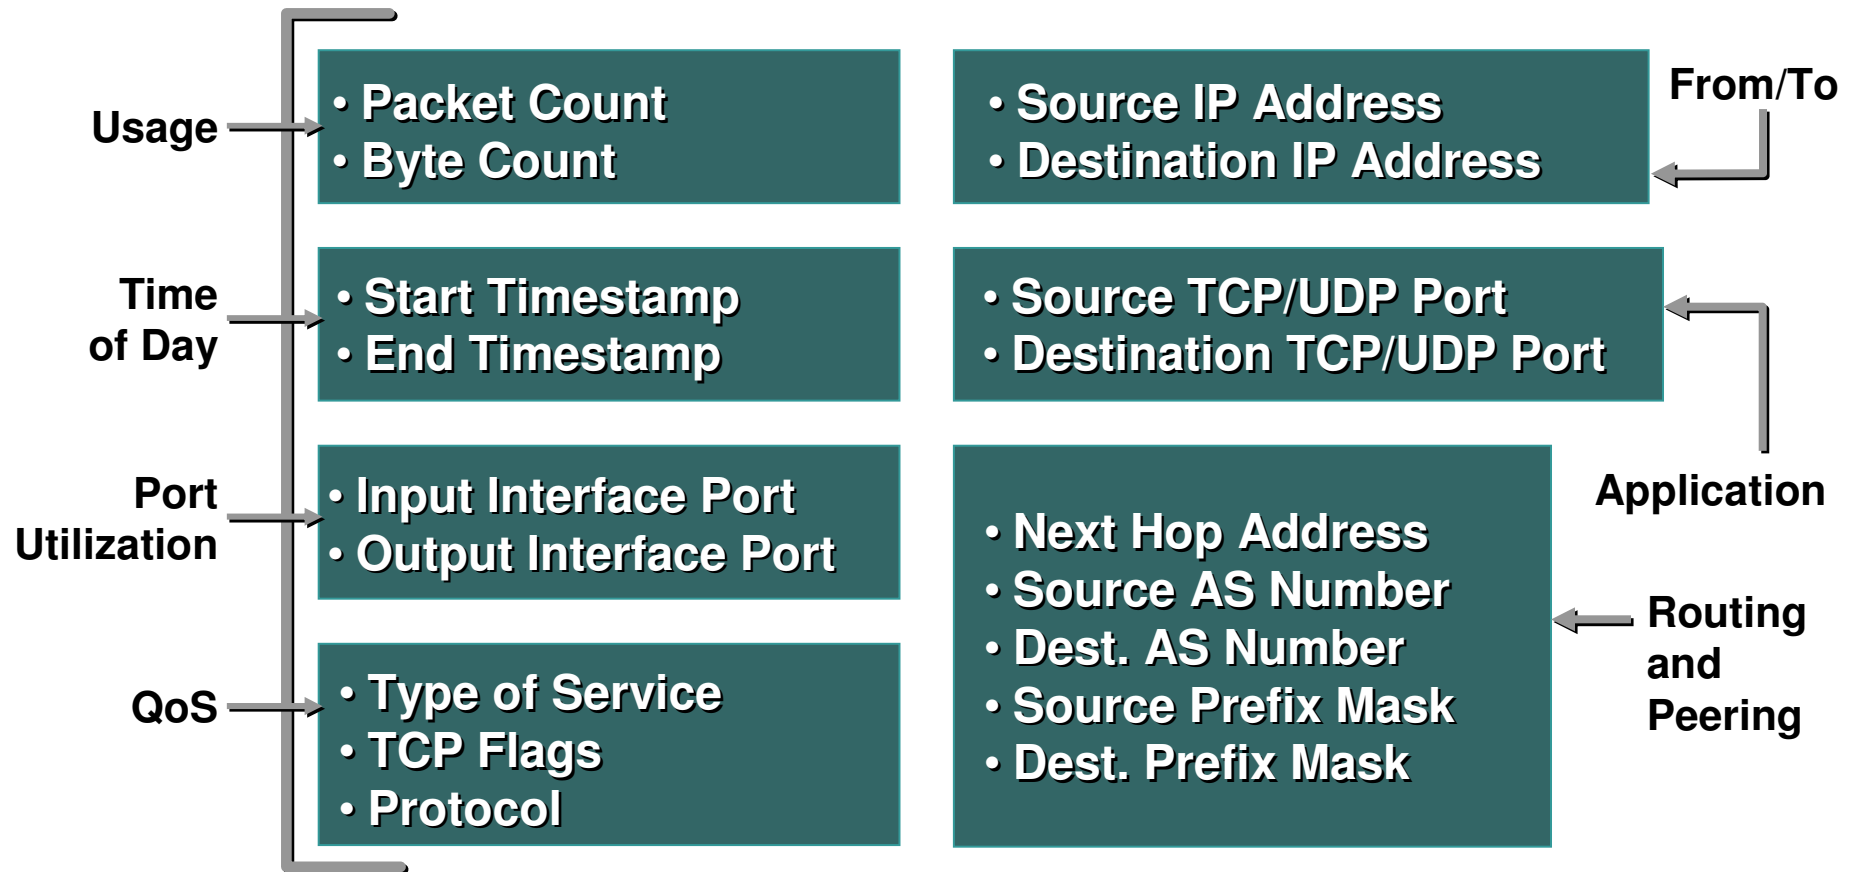 Usage
• Packet Count
• Byte Count
• Source IP Address
• Destination IP Address
From/To
Time
of Day
• Start Timestamp
• End Timestamp
• Source TCP/UDP Port
• Destination TCP/UDP Port
Application
Port
Utilization
• Input Interface Port
• Output Interface Port
• Next Hop Address
• Source AS Number
• Dest. AS Number
• Source Prefix Mask
• Dest. Prefix Mask
Routing
and
Peering
QoS
• Type of Service
• TCP Flags
• Protocol